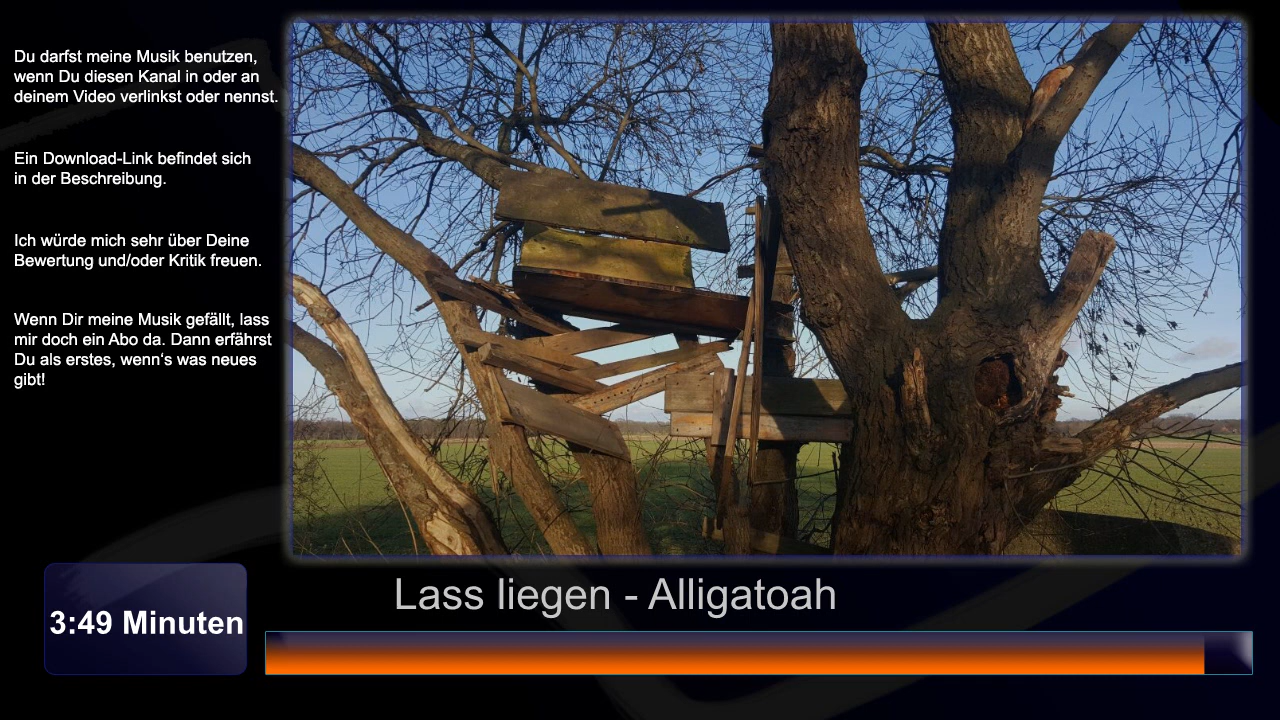 Du darfst meine Musik benutzen,
wenn Du diesen Kanal in oder an
deinem Video verlinkst oder nennst.
Ein Download-Link befindet sich
in der Beschreibung.
Ich würde mich sehr über Deine
Bewertung und/oder Kritik freuen.
Wenn Dir meine Musik gefällt, lass
mir doch ein Abo da. Dann erfährst
Du als erstes, wenn‘s was neues
gibt!
Lass liegen - Alligatoah
3:49 Minuten